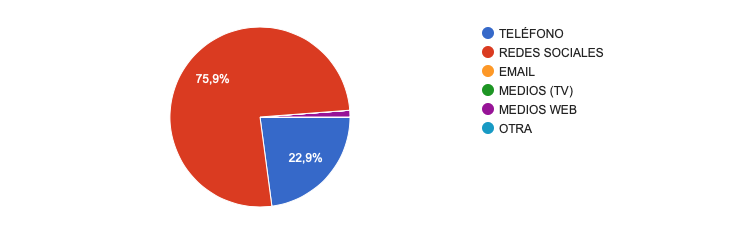 75,9%
22,9%
TELÉFONO
REDES SOCIALES
EMAIL
MEDIOS (TV)
MEDIOS WEB
OTRA